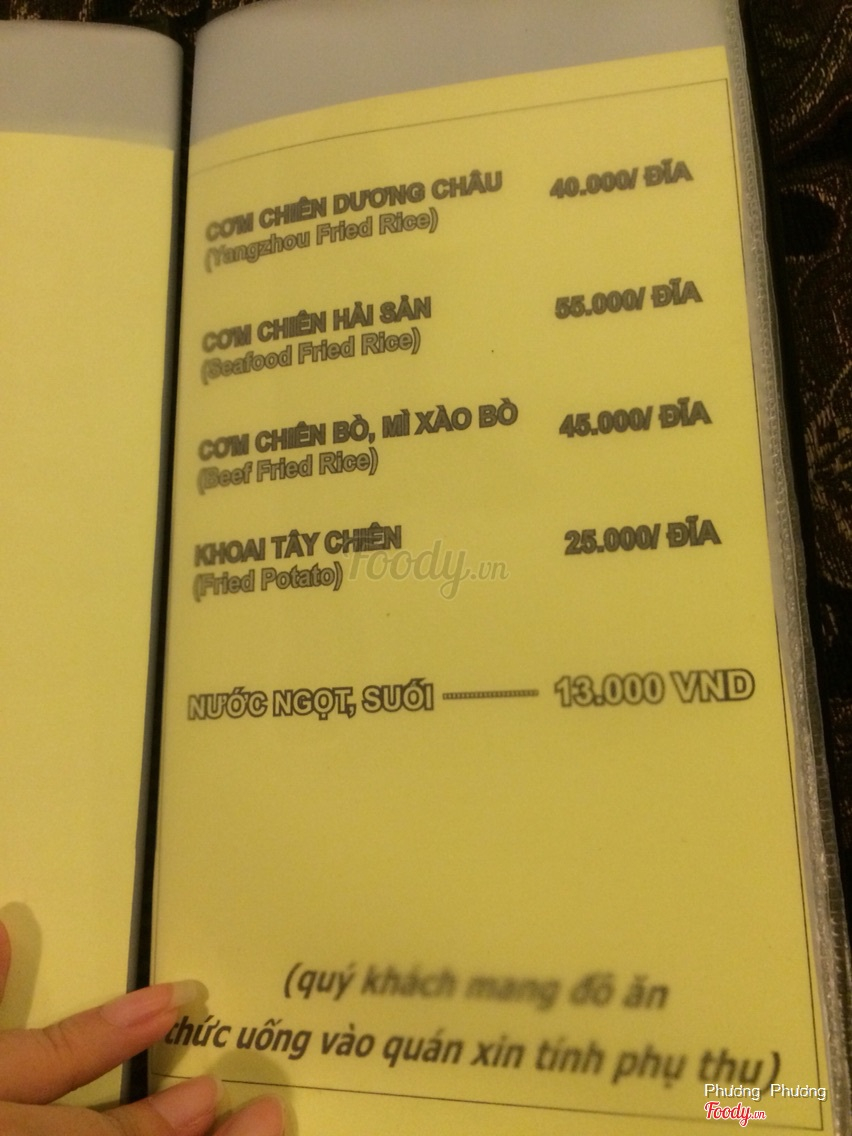 CƠM CHIÊN DƯƠNG CHÂU 40.000/ ĐĨA
(Yangzhou Fried Rice)
CƠM CHIÊN HẢI SẢN 55.000/ ĐĨA
(Seafood Fried Rice)
CƠM CHIÊN BÒ, MÌ XÀO BÒ 45.000/ ĐĨA
(Beef Fried Rice)
KHOAI TÂY CHIÊN 25.000/ ĐĨA
(Fried Potato)
Foody.vn
NƯỚC NGỌT, SUỐI ------------------ 13.000 VND
(quý khách mang đồ ăn
thức uống vào quán xin tính phụ thu)
Phương Phương
Foody.vn